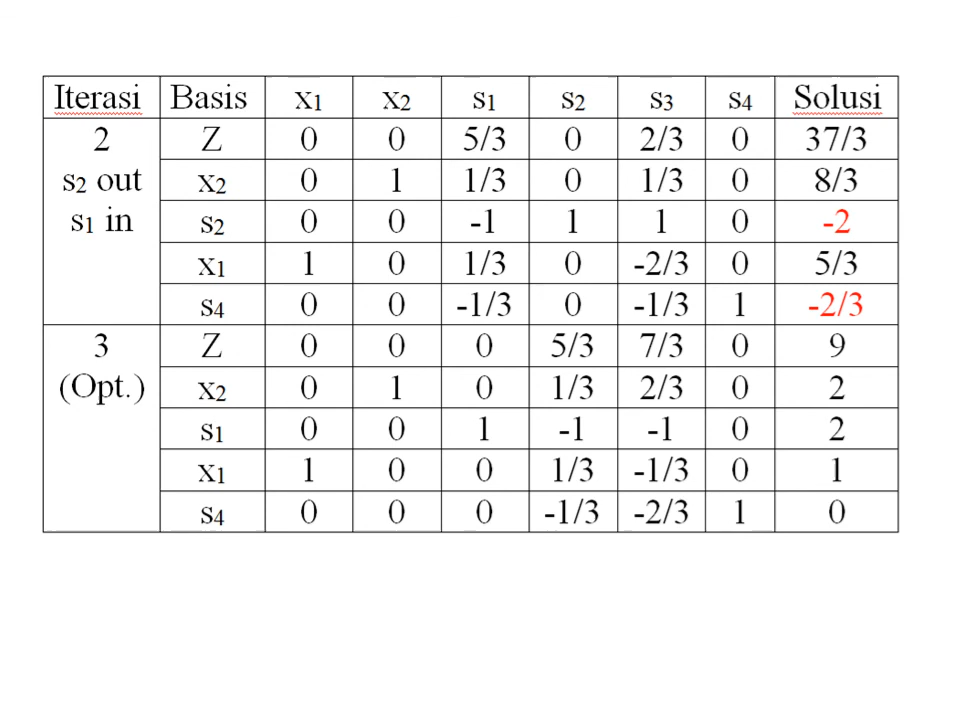 Iterasi Basis x1 x2 s1 s2 s3 s4 Solusi
2 Z 0 0 5/3 0 2/3 0 37/3
s2 out x2 0 1 1/3 0 1/3 0 8/3
s1 in s2 0 0 -1 1 1 0 -2
x1 1 0 1/3 0 -2/3 0 5/3
s4 0 0 -1/3 0 -1/3 1 -2/3
3 Z 0 0 0 5/3 7/3 0 9
(Opt.) x2 0 1 0 1/3 2/3 0 2
s1 0 0 1 -1 -1 0 2
x1 1 0 0 1/3 -1/3 0 1
s4 0 0 0 -1/3 -2/3 1 0